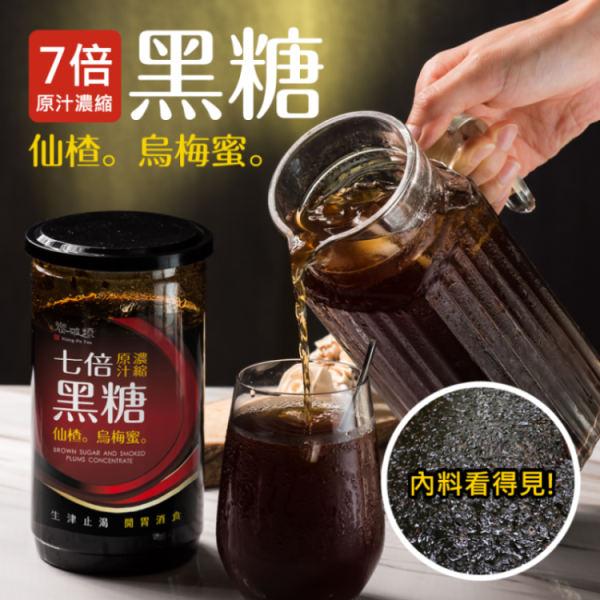 7倍
原汁濃縮
黑糖
仙楂。烏梅蜜。
七倍
原汁
濃縮
黑糖
仙楂。烏梅蜜。
BROWN SUGAR AND SMOKED
PLUMS CONCENTRATE
生津止渴 開胃消食
內料看得見!